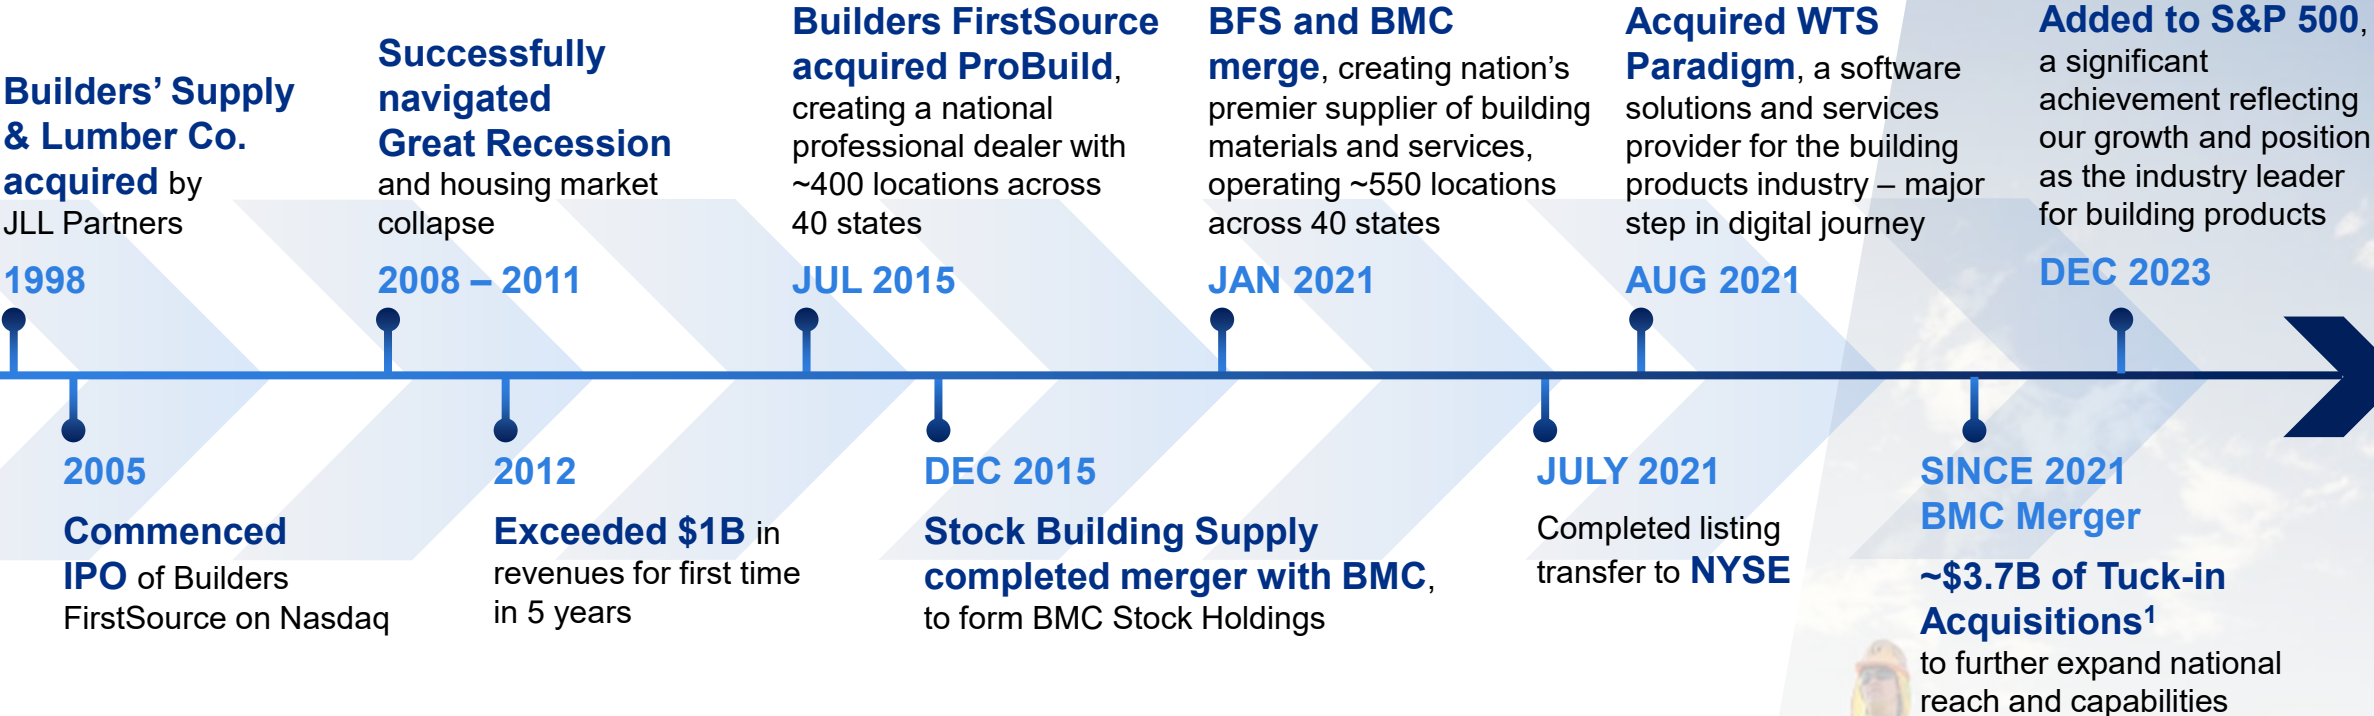 Builders' Supply
& Lumber Co.
acquired by
JLL Partners
1998
Successfully
navigated
Great Recession
and housing market
collapse
2008 – 2011
Builders FirstSource
acquired ProBuild,
creating a national
professional dealer with
~400 locations across
40 states
JUL 2015
BFS and BMC
merge, creating nation's
premier supplier of building
materials and services,
operating ~550 locations
across 40 states
JAN 2021
Acquired WTS
Paradigm, a software
solutions and services
provider for the building
products industry – major
step in digital journey
AUG 2021
Added to S&P 500,
a significant
achievement reflecting
our growth and position
as the industry leader
for building products
DEC 2023
2005
Commenced
IPO of Builders
FirstSource on Nasdaq
2012
Exceeded $1B in
revenues for first time
in 5 years
DEC 2015
Stock Building Supply
completed merger with BMC,
to form BMC Stock Holdings
JULY 2021
Completed listing
transfer to NYSE
SINCE 2021
BMC Merger
~$3.7B of Tuck-in
Acquisitions¹
to further expand national
reach and capabilities